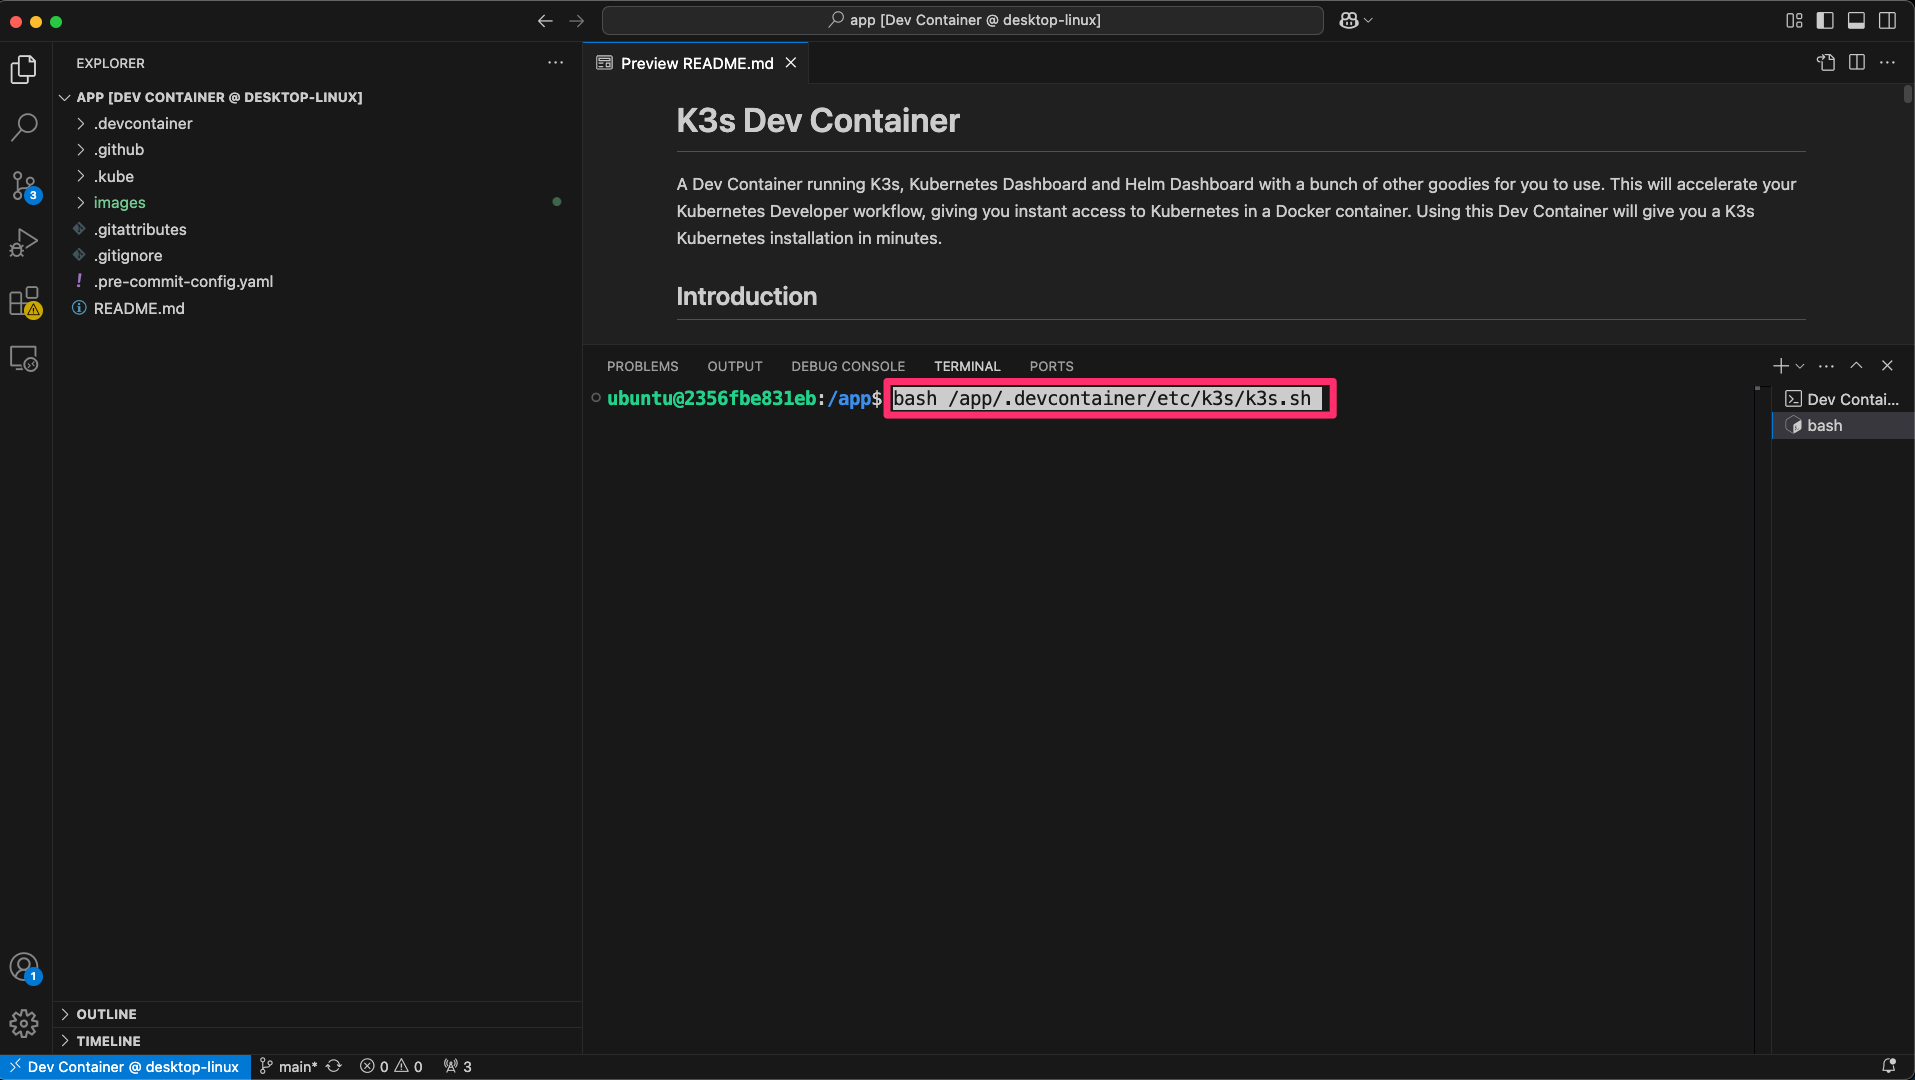 app [Dev Container @ desktop-linux]
EXPLORER
APP [DEV CONTAINER @ DESKTOP-LINUX]
.devcontainer
.github
.kube
images
.gitattributes
.gitignore
! .pre-commit-config.yaml
README.md
3
Preview README.md
K3s Dev Container
A Dev Container running K3s, Kubernetes Dashboard and Helm Dashboard with a bunch of other goodies for you to use. This will accelerate your
Kubernetes Developer workflow, giving you instant access to Kubernetes in a Docker container. Using this Dev Container will give you a K3s
Kubernetes installation in minutes.
Introduction
PROBLEMS OUTPUT DEBUG CONSOLE TERMINAL PORTS
ubuntu@2356fbe831eb:/app$ bash /app/.devcontainer/etc/k3s/k3s.sh
Dev Contai...
bash
1
OUTLINE
TIMELINE
Dev Container @ desktop-linux main* 0 0 3